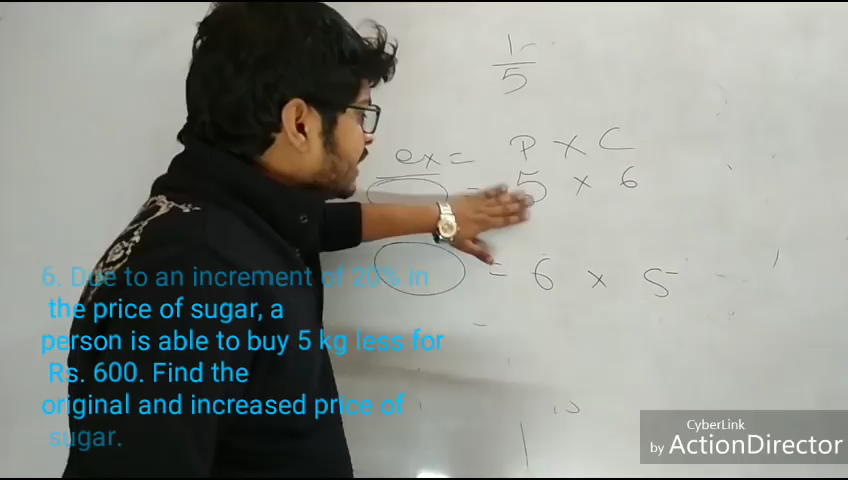 1
5
ex = P × C
= 5 × 6
= 6 × 5
6. Due to an increment of 20% in
the price of sugar, a
person is able to buy 5 kg less for
Rs. 600. Find the
original and increased price of
sugar.
CyberLink
by ActionDirector